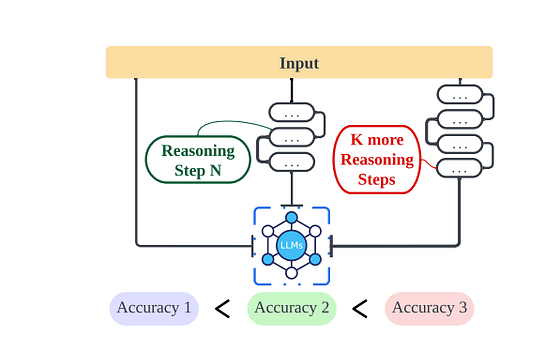 Input
...
...
...
Reasoning
Step N
K more
Reasoning
Steps
...
...
...
...
LLMs
Accuracy 1 < Accuracy 2 < Accuracy 3